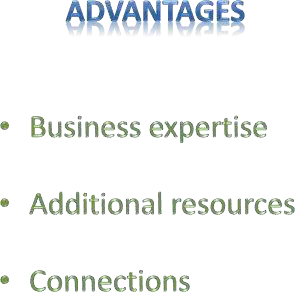 ADVANTAGES
• Business expertise
• Additional resources
• Connections